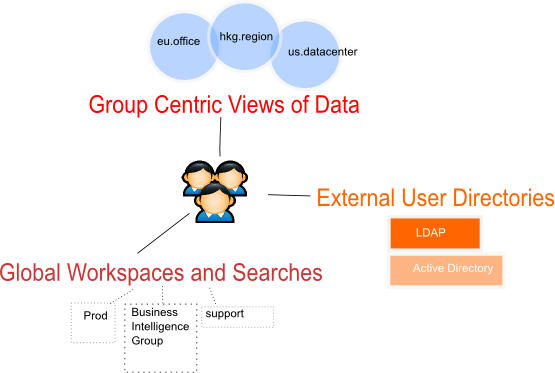 eu.office
hkg.region
us.datacenter
Group Centric Views of Data
External User Directories
LDAP
Active Directory
Global Workspaces and Searches
Prod
Business
Intelligence
Group
support